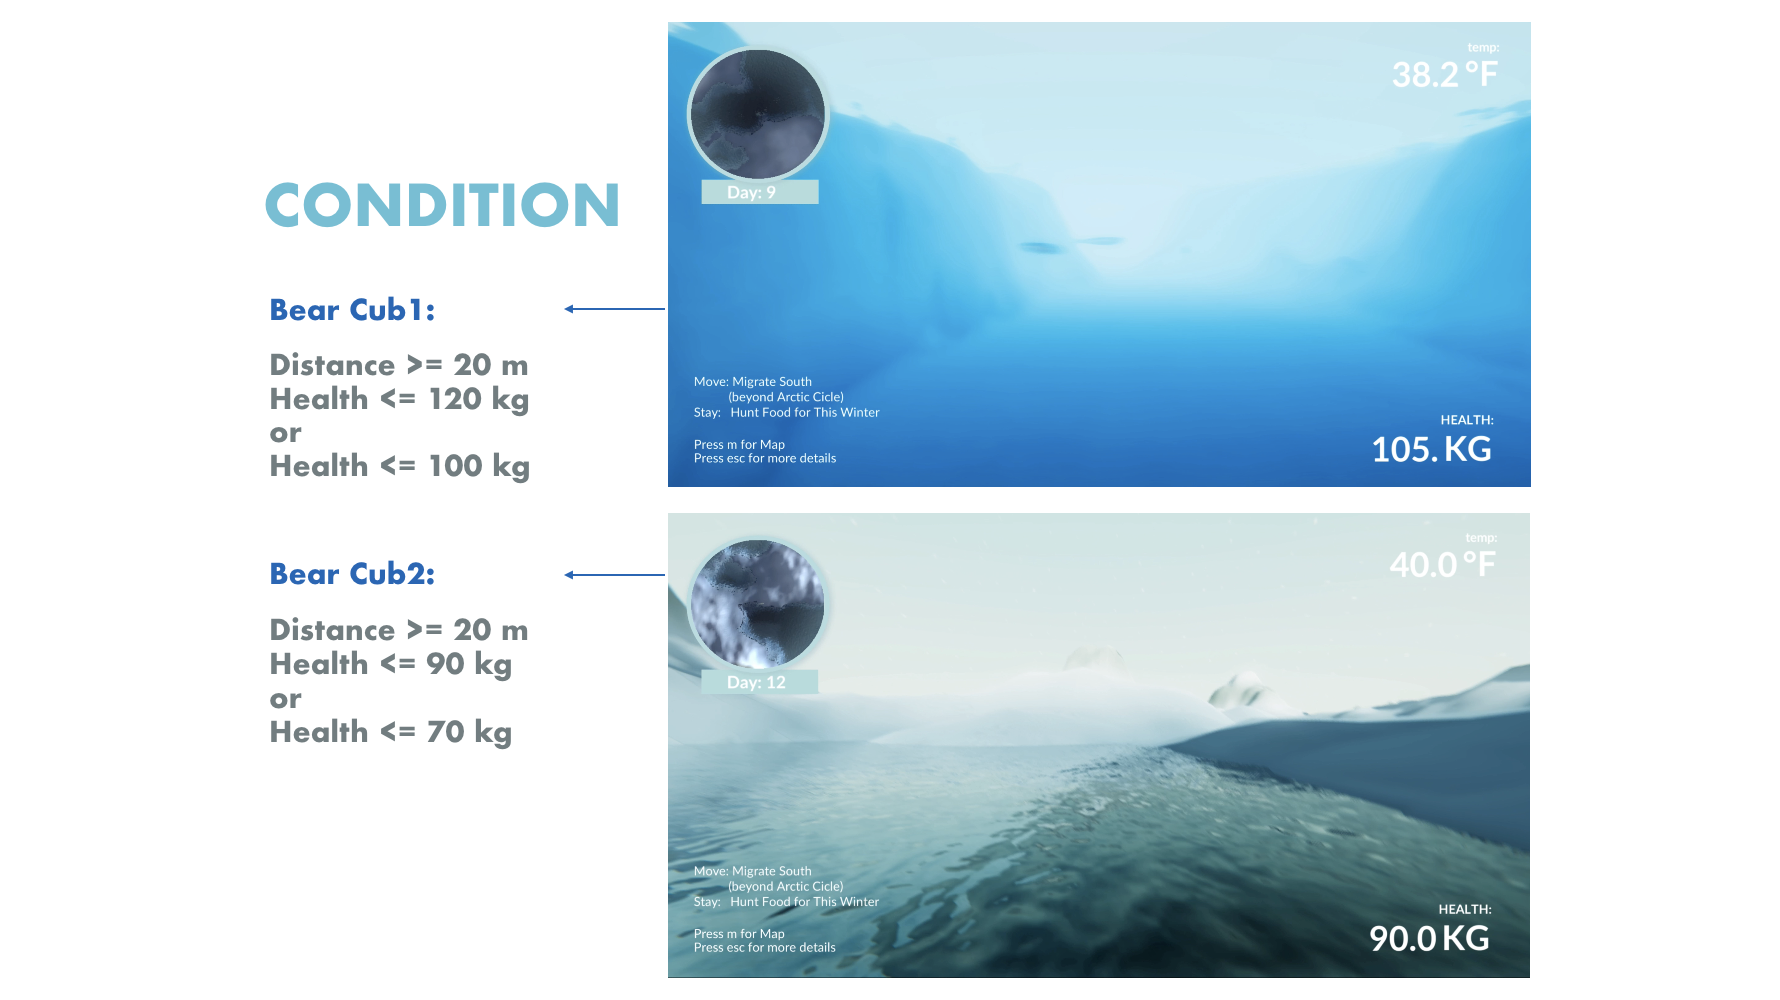 CONDITION
Bear Cub1:
Distance >= 20 m
Health <= 120 kg
or
Health <= 100 kg
Bear Cub2:
Distance >= 20 m
Health <= 90 kg
or
Health <= 70 kg
temp:
38.2 °F
Day: 9
Move: Migrate South
(beyond Arctic Cicle)
Stay: Hunt Food for This Winter
Press m for Map
Press esc for more details
HEALTH:
105. KG
temp:
40.0 °F
Day: 12
Move: Migrate South
(beyond Arctic Cicle)
Stay: Hunt Food for This Winter
Press m for Map
Press esc for more details
HEALTH:
90.0 KG